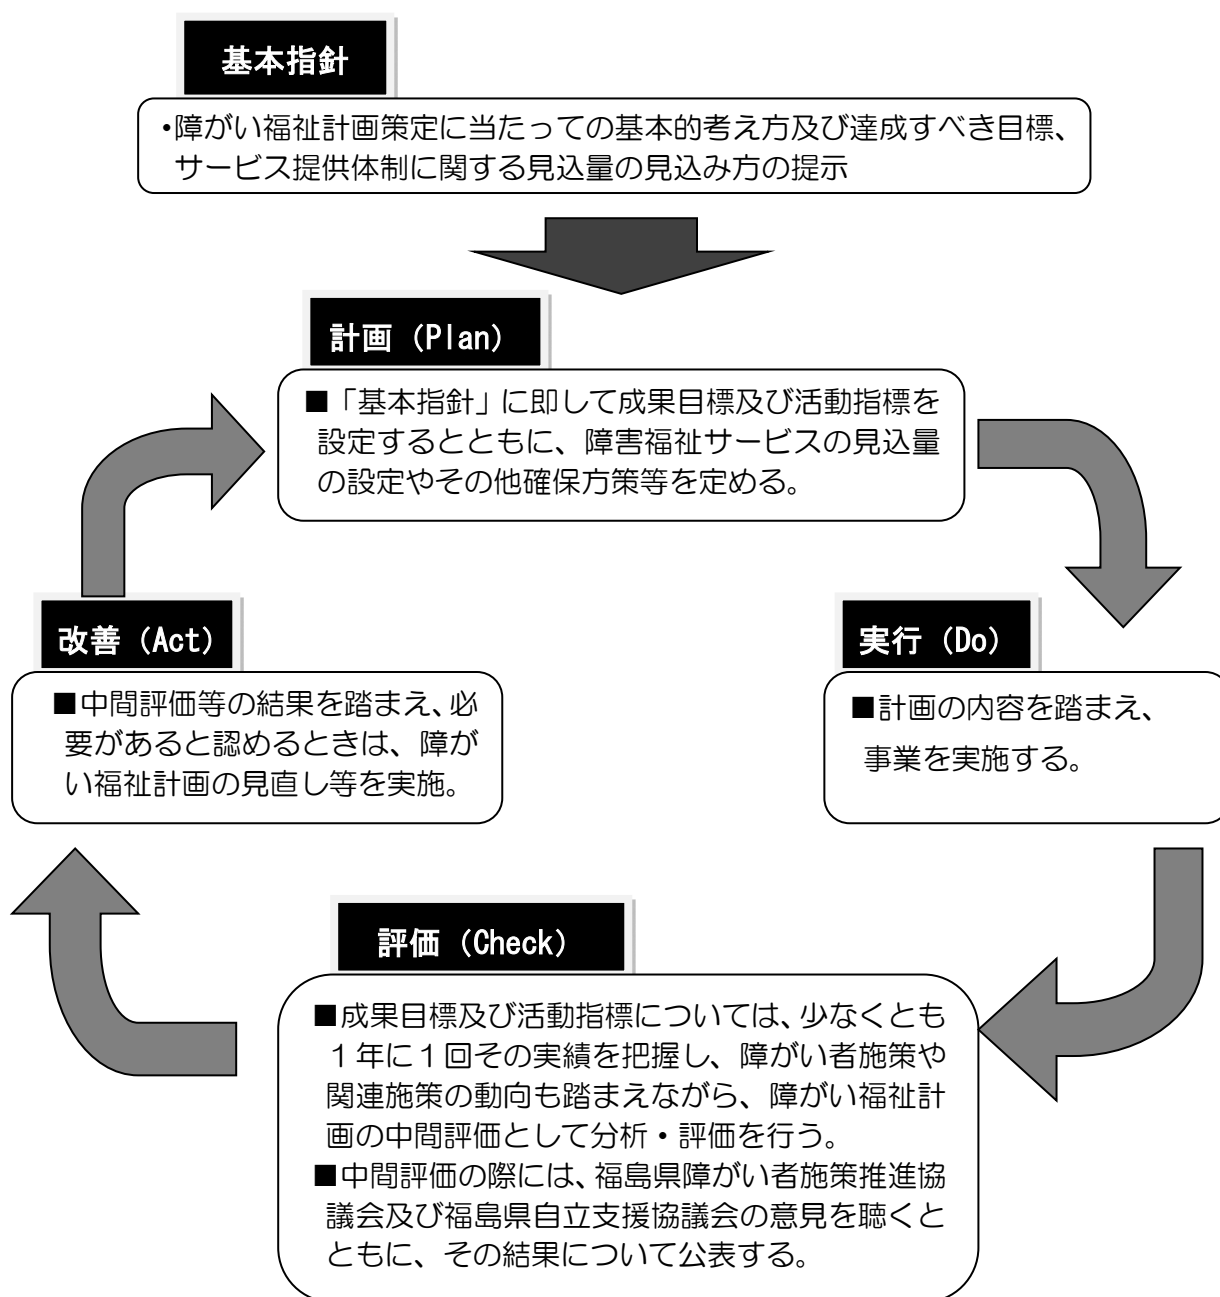 基本指針
・障がい福祉計画策定に当たっての基本的考え方及び達成すべき目標、
サービス提供体制に関する見込量の見込み方の提示
計画（Plan）
■「基本指針」に即して成果目標及び活動指標を
設定するとともに、障害福祉サービスの見込量
の設定やその他確保方策等を定める。
改善（Act）
■中間評価等の結果を踏まえ、必
要があると認めるときは、障が
い福祉計画の見直し等を実施。
実行（Do）
■計画の内容を踏まえ、
事業を実施する。
評価（Check）
■成果目標及び活動指標については、少なくとも
１年に１回その実績を把握し、障がい者施策や
関連施策の動向も踏まえながら、障がい福祉計
画の中間評価として分析・評価を行う。
■中間評価の際には、福島県障がい者施策推進協
議会及び福島県自立支援協議会の意見を聴くと
ともに、その結果について公表する。